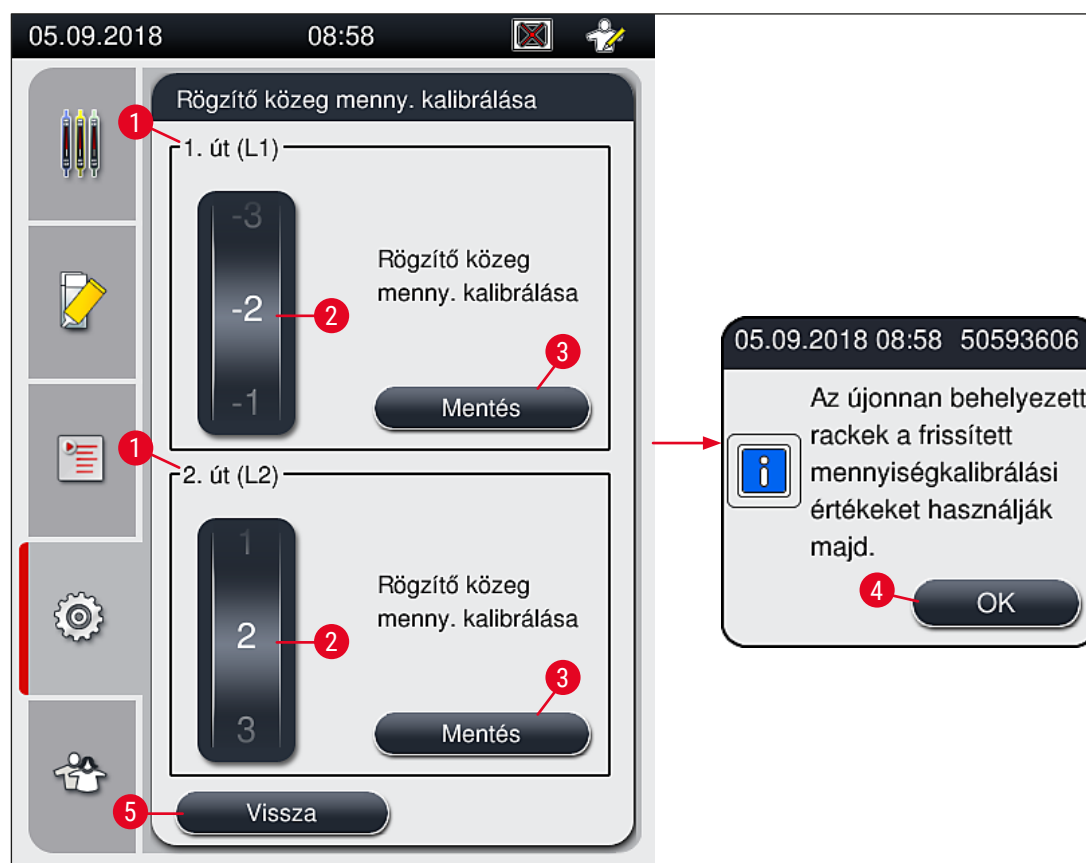 05.09.2018 08:58
Rögzítő közeg menny. kalibrálása
1
1. út (L1)
-3
-2
-1
2
Rögzítő közeg
menny. kalibrálása
3
Mentés
1
2. út (L2)
1
2
3
2
Rögzítő közeg
menny. kalibrálása
3
Mentés
5
Vissza
05.09.2018 08:58 50593606
Az újonnan behelyezett
rackek a frissített
mennyiségkalibrálási
értékeket használják
majd.
4
OK